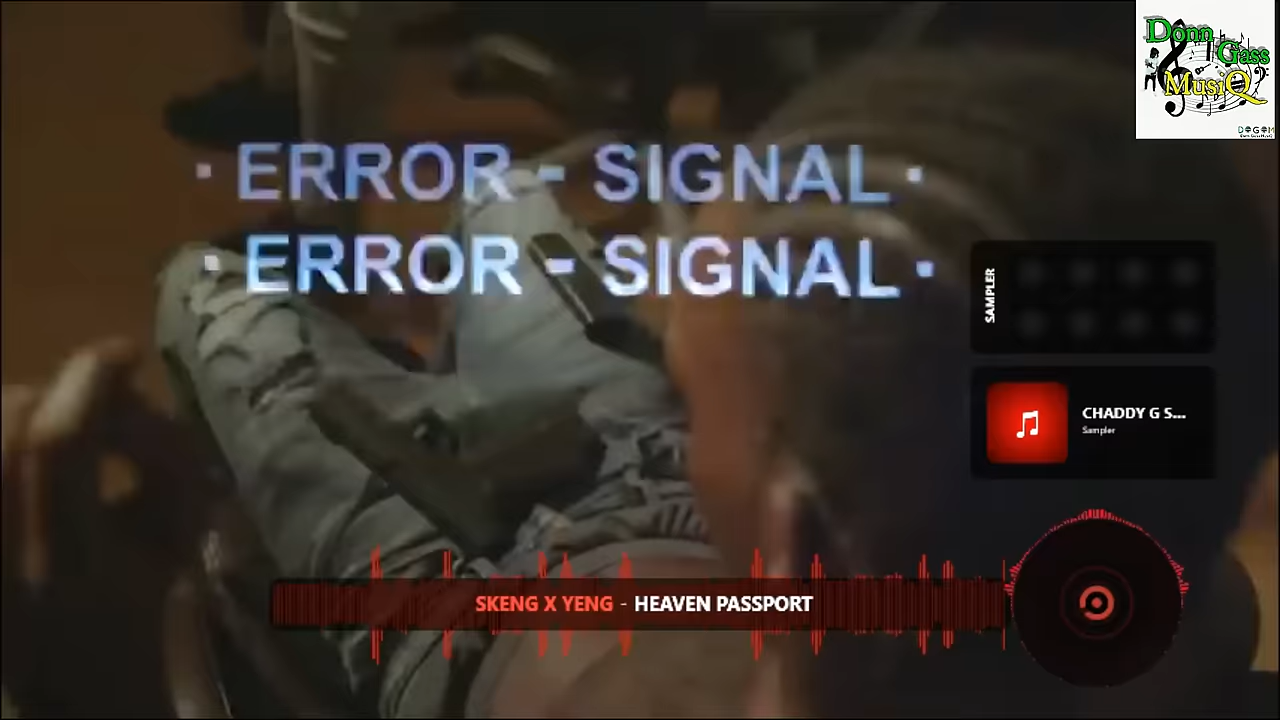 Donn
Gass
MusiQ
· ERROR - SIGNAL ·
· ERROR - SIGNAL ·
SAMPLER
CHADDY G S...
Sampler
SKENG X YENG - HEAVEN PASSPORT